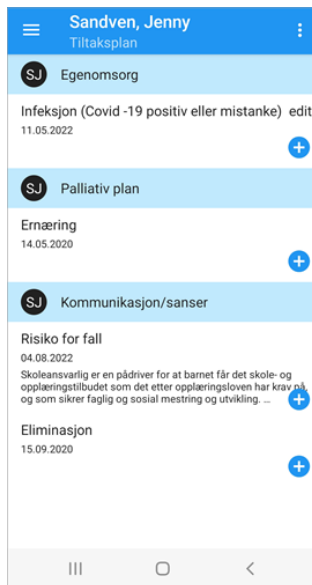 Sandven, Jenny
Tiltaksplan
SJ Egenomsorg
Infeksjon (Covid -19 positiv eller mistanke) edit
11.05.2022
SJ Palliativ plan
Ernæring
14.05.2020
SJ Kommunikasjon/sanser
Risiko for fall
04.08.2022
Skoleansvarlig er en pådriver for at barnet får det skole- og
opplæringstilbudet som det etter opplæringsloven har krav på,
og som sikrer faglig og sosial mestring og utvikling. ...
Eliminasjon
15.09.2020